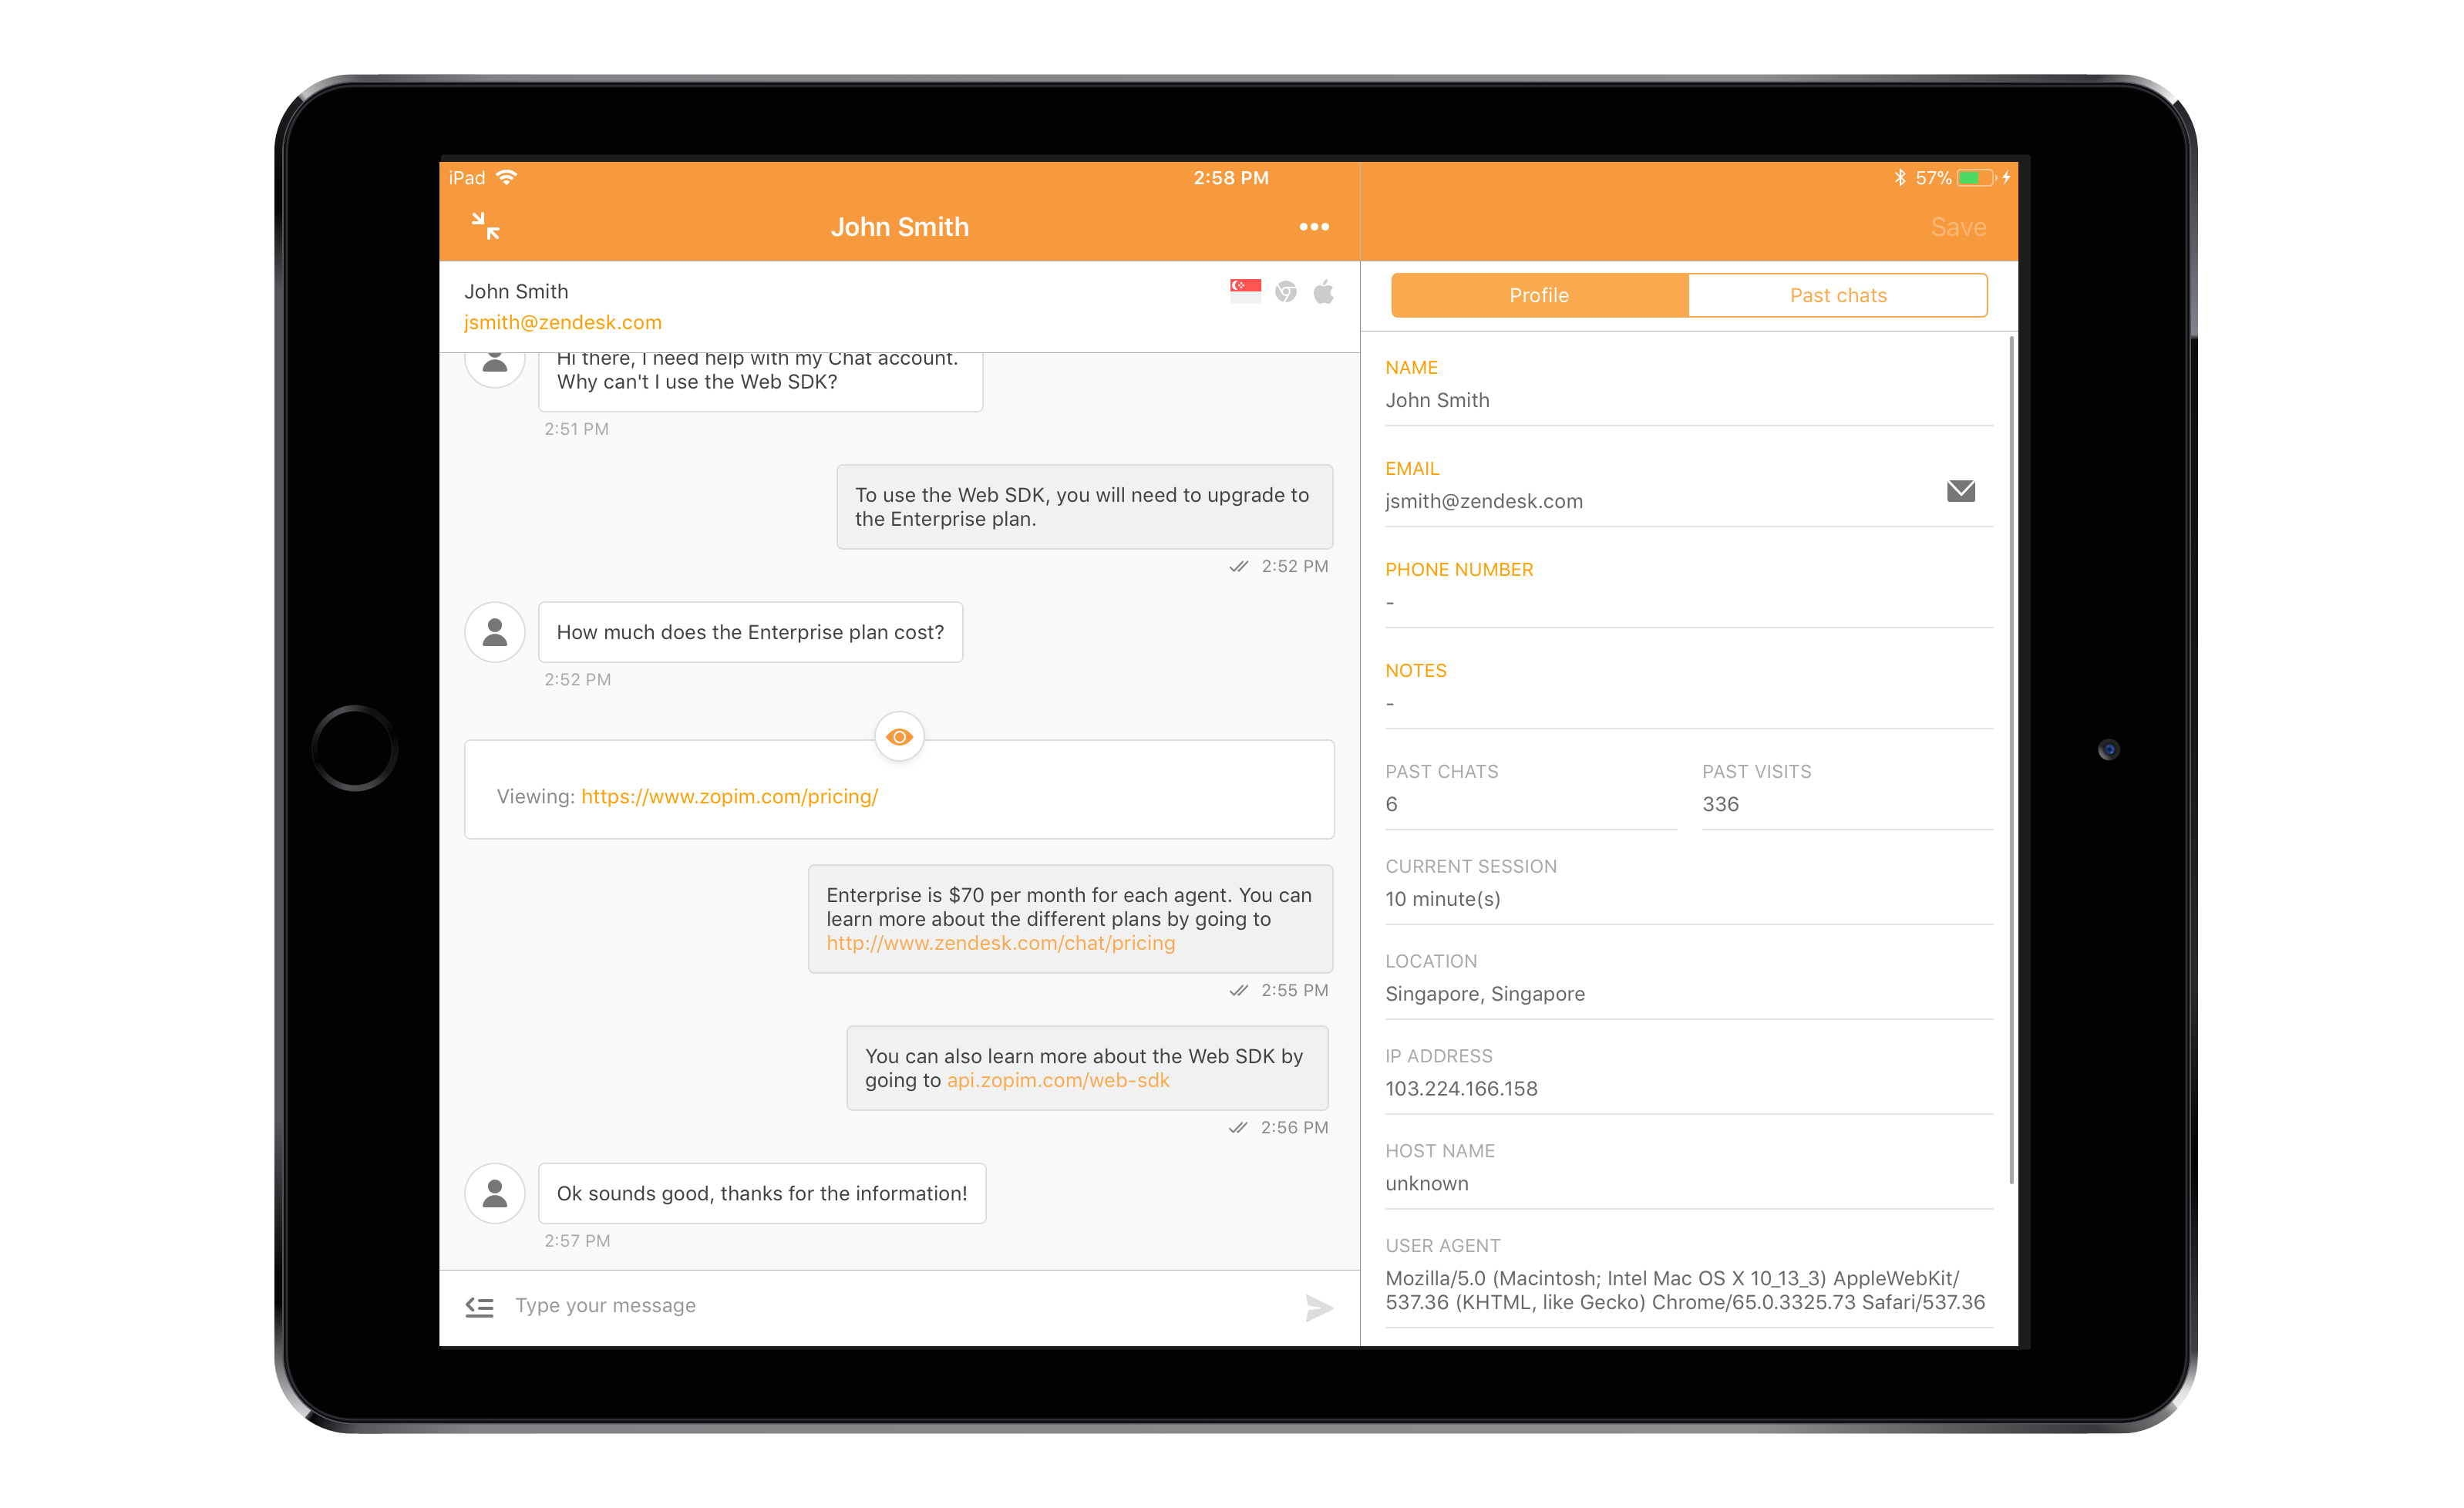 iPad
2:58 PM
57%
John Smith
Save
John Smith
jsmith@zendesk.com
Hi there, I need help with my Chat account.
Why can't I use the Web SDK?
2:51 PM
To use the Web SDK, you will need to upgrade to
the Enterprise plan.
2:52 PM
How much does the Enterprise plan cost?
2:52 PM
Viewing: https://www.zopim.com/pricing/
Enterprise is $70 per month for each agent. You can
learn more about the different plans by going to
http://www.zendesk.com/chat/pricing
2:55 PM
You can also learn more about the Web SDK by
going to api.zopim.com/web-sdk
2:56 PM
Ok sounds good, thanks for the information!
2:57 PM
Type your message
Profile
Past chats
NAME
John Smith
EMAIL
jsmith@zendesk.com
PHONE NUMBER
-
NOTES
-
PAST CHATS
6
PAST VISITS
336
CURRENT SESSION
10 minute(s)
LOCATION
Singapore, Singapore
IP ADDRESS
103.224.166.158
HOST NAME
unknown
USER AGENT
Mozilla/5.0 (Macintosh; Intel Mac OS X 10_13_3) AppleWebKit/
537.36 (KHTML, like Gecko) Chrome/65.0.3325.73 Safari/537.36